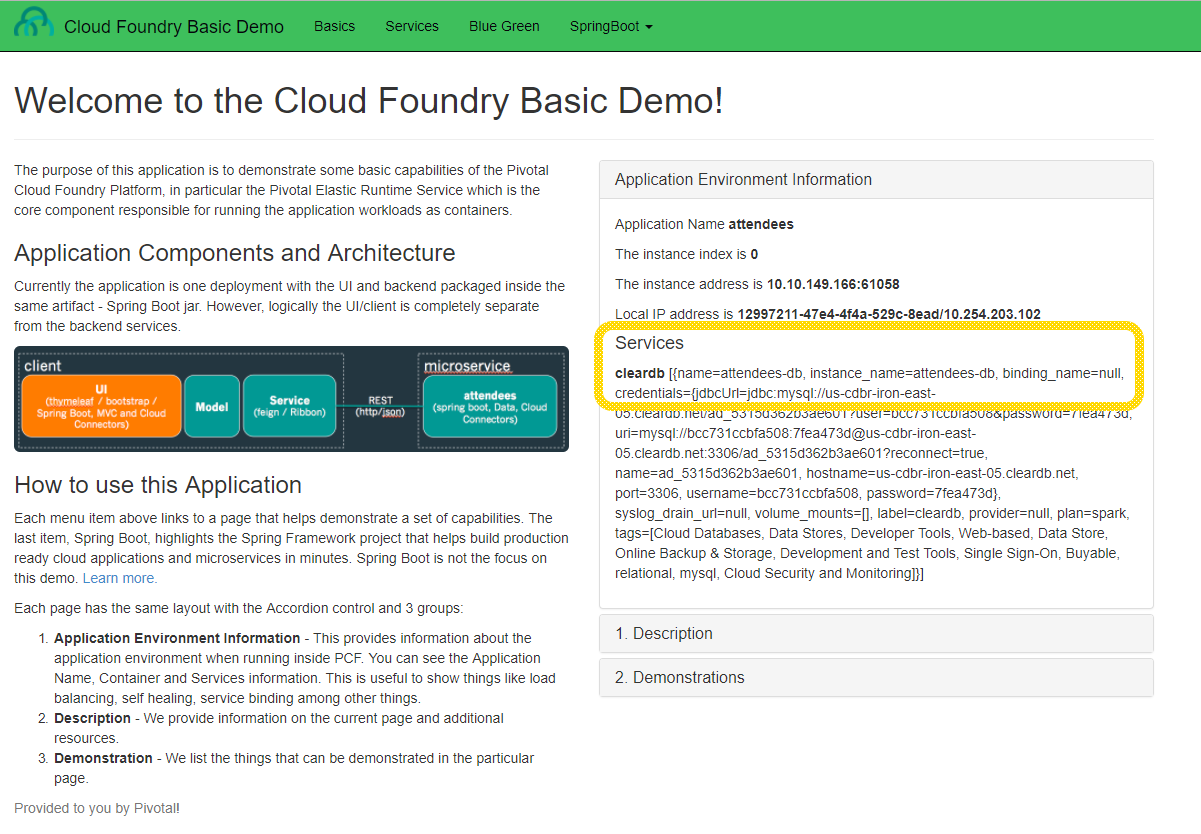 Cloud Foundry Basic Demo Basics Services Blue Green SpringBoot
Welcome to the Cloud Foundry Basic Demo!
The purpose of this application is to demonstrate some basic capabilities of the Pivotal
Cloud Foundry Platform, in particular the Pivotal Elastic Runtime Service which is the
core component responsible for running the application workloads as containers.
Application Components and Architecture
Currently the application is one deployment with the UI and backend packaged inside the
same artifact - Spring Boot jar. However, logically the UI/client is completely separate
from the backend services.
client
UI
(thymeleaf / bootstrap /
Spring Boot, MVC and Cloud
Connectors)
Model
Service
(feign / Ribbon)
REST
(http/json)
microservice
attendees
(spring boot, Data, Cloud
Connectors)
How to use this Application
Each menu item above links to a page that helps demonstrate a set of capabilities. The
last item, Spring Boot, highlights the Spring Framework project that helps build production
ready cloud applications and microservices in minutes. Spring Boot is not the focus on
this demo. Learn more.
Each page has the same layout with the Accordion control and 3 groups:
1. Application Environment Information - This provides information about the
application environment when running inside PCF. You can see the Application
Name, Container and Services information. This is useful to show things like load
balancing, self healing, service binding among other things.
2. Description - We provide information on the current page and additional
resources.
3. Demonstration - We list the things that can be demonstrated in the particular
page.
Provided to you by Pivotal!
Application Environment Information
Application Name attendees
The instance index is 0
The instance address is 10.10.149.166:61058
Local IP address is 12997211-47e4-4f4a-529c-8ead/10.254.203.102
Services
cleardb [{name=attendees-db, instance_name=attendees-db, binding_name=null,
credentials={jdbcUrl=jdbc:mysql://us-cdbr-iron-east-
05.cleardb.net/ad_5315d362b3ae601?user=bcc731ccbfa508&password=7fea473d,
uri=mysql://bcc731ccbfa508:7fea473d@us-cdbr-iron-east-
05.cleardb.net:3306/ad_5315d362b3ae601?reconnect=true,
name=ad_5315d362b3ae601, hostname=us-cdbr-iron-east-05.cleardb.net,
port=3306, username=bcc731ccbfa508, password=7fea473d},
syslog_drain_url=null, volume_mounts=[], label=cleardb, provider=null, plan=spark,
tags=[Cloud Databases, Data Stores, Developer Tools, Web-based, Data Store,
Online Backup & Storage, Development and Test Tools, Single Sign-On, Buyable,
relational, mysql, Cloud Security and Monitoring]}]
1. Description
2. Demonstrations